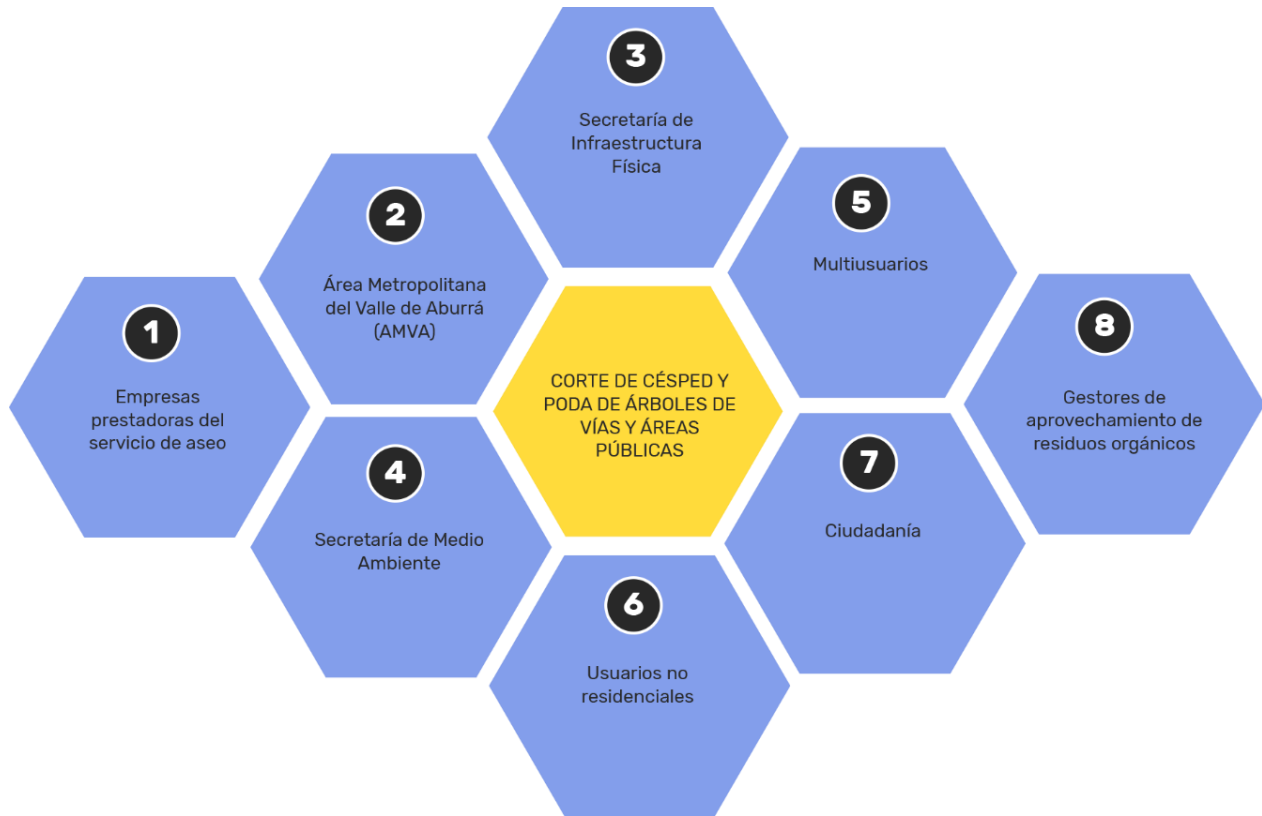 1
Empresas
prestadoras del
servicio de aseo
2
Área Metropolitana
del Valle de Aburrá
(AMVA)
3
Secretaría de
Infraestructura
Física
4
Secretaría de Medio
Ambiente
CORTE DE CÉSPED Y
PODA DE ÁRBOLES DE
VÍAS Y ÁREAS
PÚBLICAS
5
Multiusuarios
6
Usuarios no
residenciales
7
Ciudadanía
8
Gestores de
aprovechamiento de
residuos orgánicos